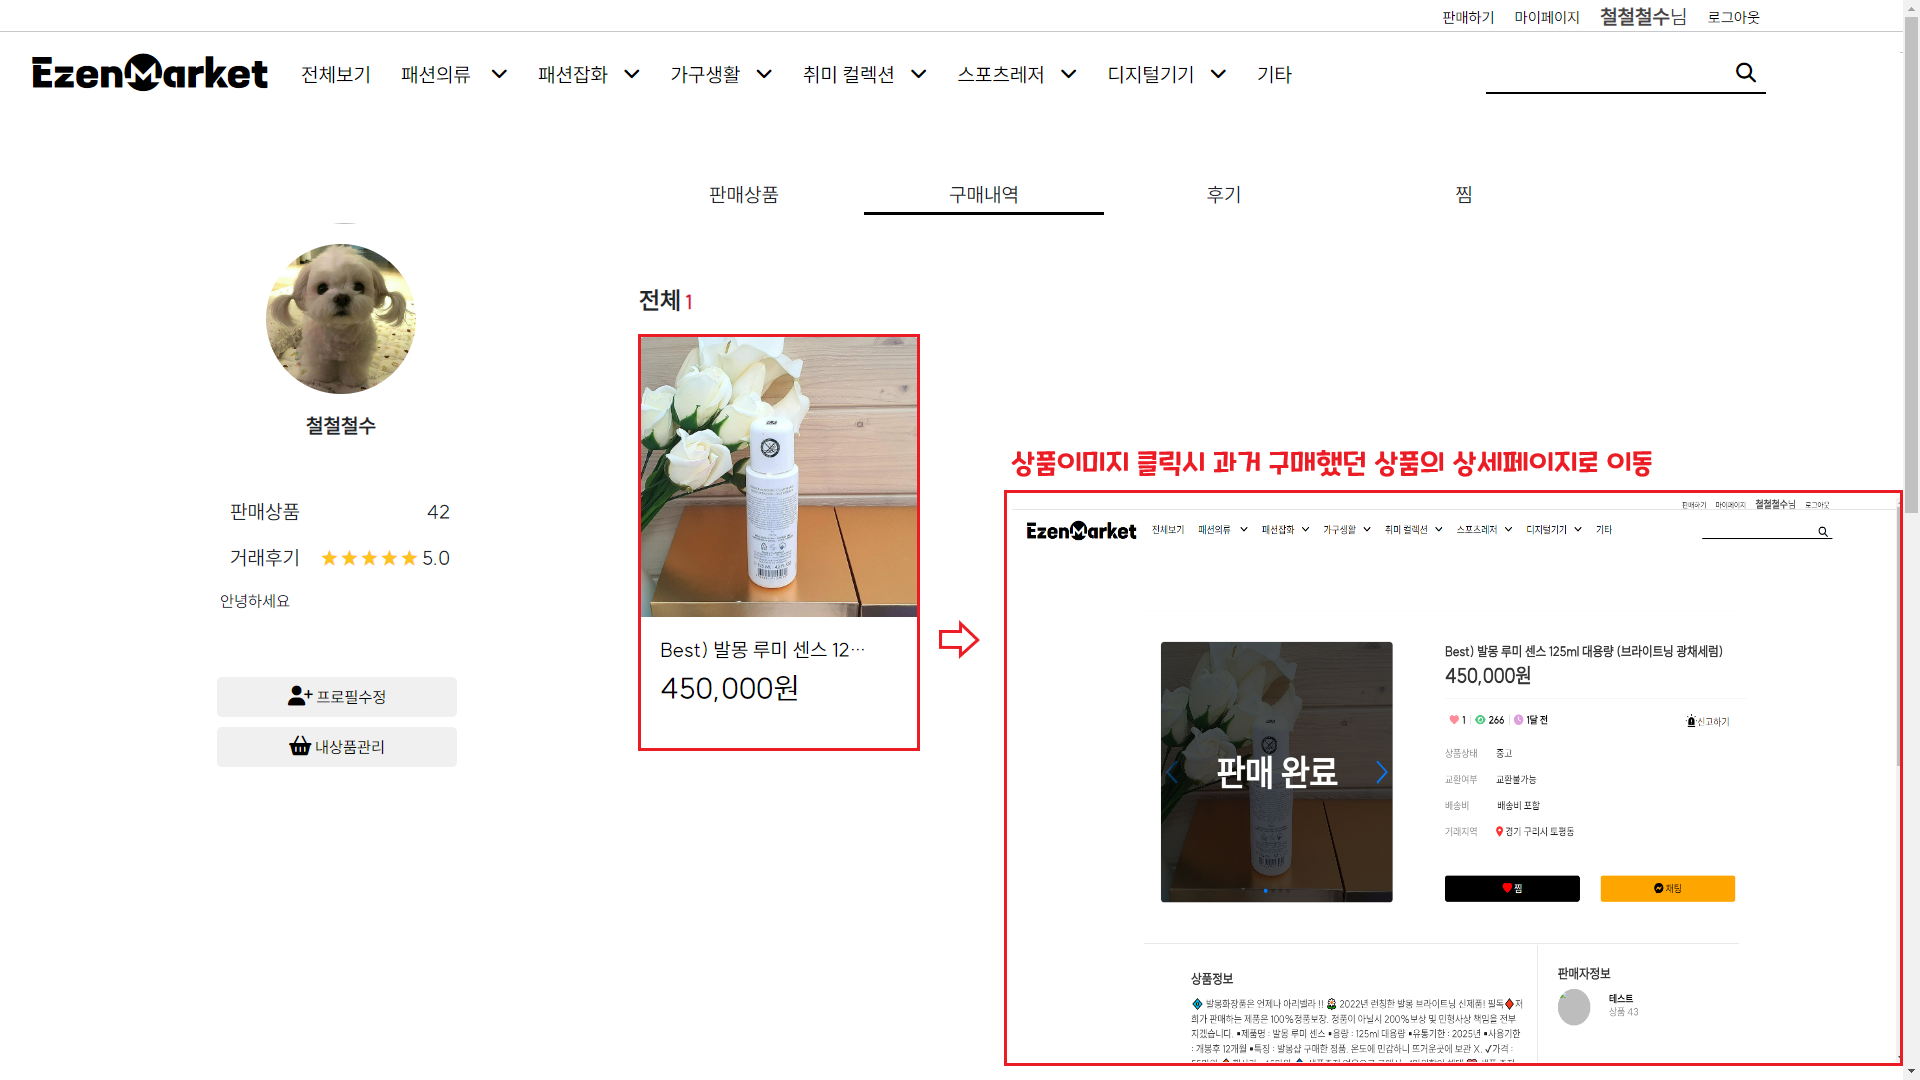 판매하기 마이페이지 철철철수님 로그아웃
EzenMarket 전체보기 패션의류 패션잡화 가구생활 취미 컬렉션 스포츠레저 디지털기기 기타
판매상품 구매내역 후기 찜
철철철수
판매상품 42
거래후기 5.0
안녕하세요
프로필수정
내상품관리
전체 1
Best) 발몽 루미 센스 12…
450,000원
상품이미지 클릭시 과거 구매했던 상품의 상세페이지로 이동
판매하기 마이페이지 철철철수님 로그아웃
EzenMarket 전체보기 패션의류 패션잡화 가구생활 취미 컬렉션 스포츠레저 디지털기기 기타
판매 완료
Best) 발몽 루미 센스 125ml 대용량 (브라이트닝 광채세럼)
450,000원
1 266 1달 전 신고하기
상품상태 중고
교환여부 교환불가능
배송비 배송비 포함
거래지역 경기 구리시 토평동
찜 채팅
상품정보
발몽화장품은 언제나 아리벨라 !! 2022년 런칭한 발몽 브라이트닝 신제품! 필독 저
희가 판매하는 제품은 100%정품보장. 정품이 아닐시 200%보상 및 민형사상 책임을 전부
지겠습니다. ▪제품명 : 발몽 루미 센스 ▪용량 : 125ml 대용량 ▪유통기한 : 2025년 ▪사용기한
: 개봉후 12개월 ▪특징 : 발몽샵 구매한 정품. 온도에 민감하니 뜨거운곳에 보관 X. ✓가격 :
판매자정보
테스트
상품 43